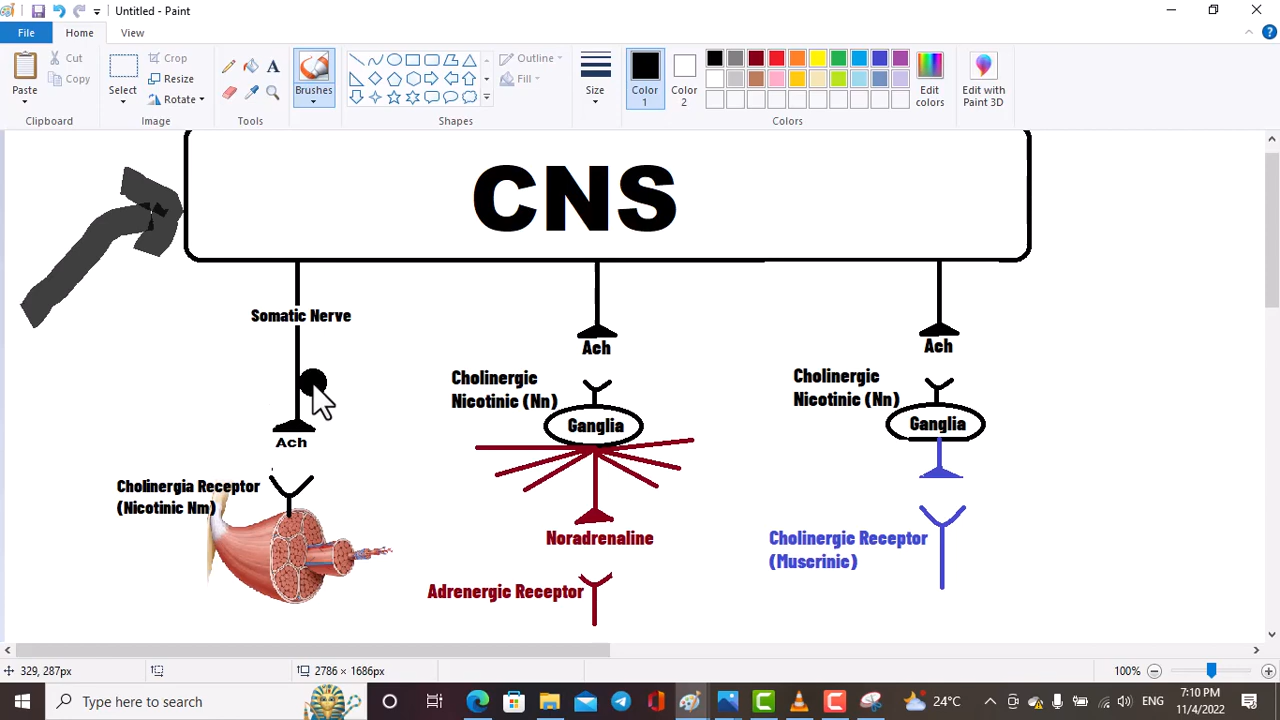 Untitled - Paint
File
Home
View
Paste
Cut
Copy
Clipboard
Select
Crop
Resize
Rotate
Image
A
Tools
Brushes
Shapes
Outline
Fill
Size
Color 1
Color 2
Colors
Edit colors
Edit with Paint 3D
CNS
Somatic Nerve
Ach
Cholinergia Receptor
(Nicotinic Nm)
Ach
Cholinergic
Nicotinic (Nn)
Ganglia
Noradrenaline
Adrenergic Receptor
Ach
Cholinergic
Nicotinic (Nn)
Ganglia
Cholinergic Receptor
(Muscrinic)
329, 287px
2786 × 1686px
100%
Type here to search
24°C
ENG
7:10 PM
11/4/2022